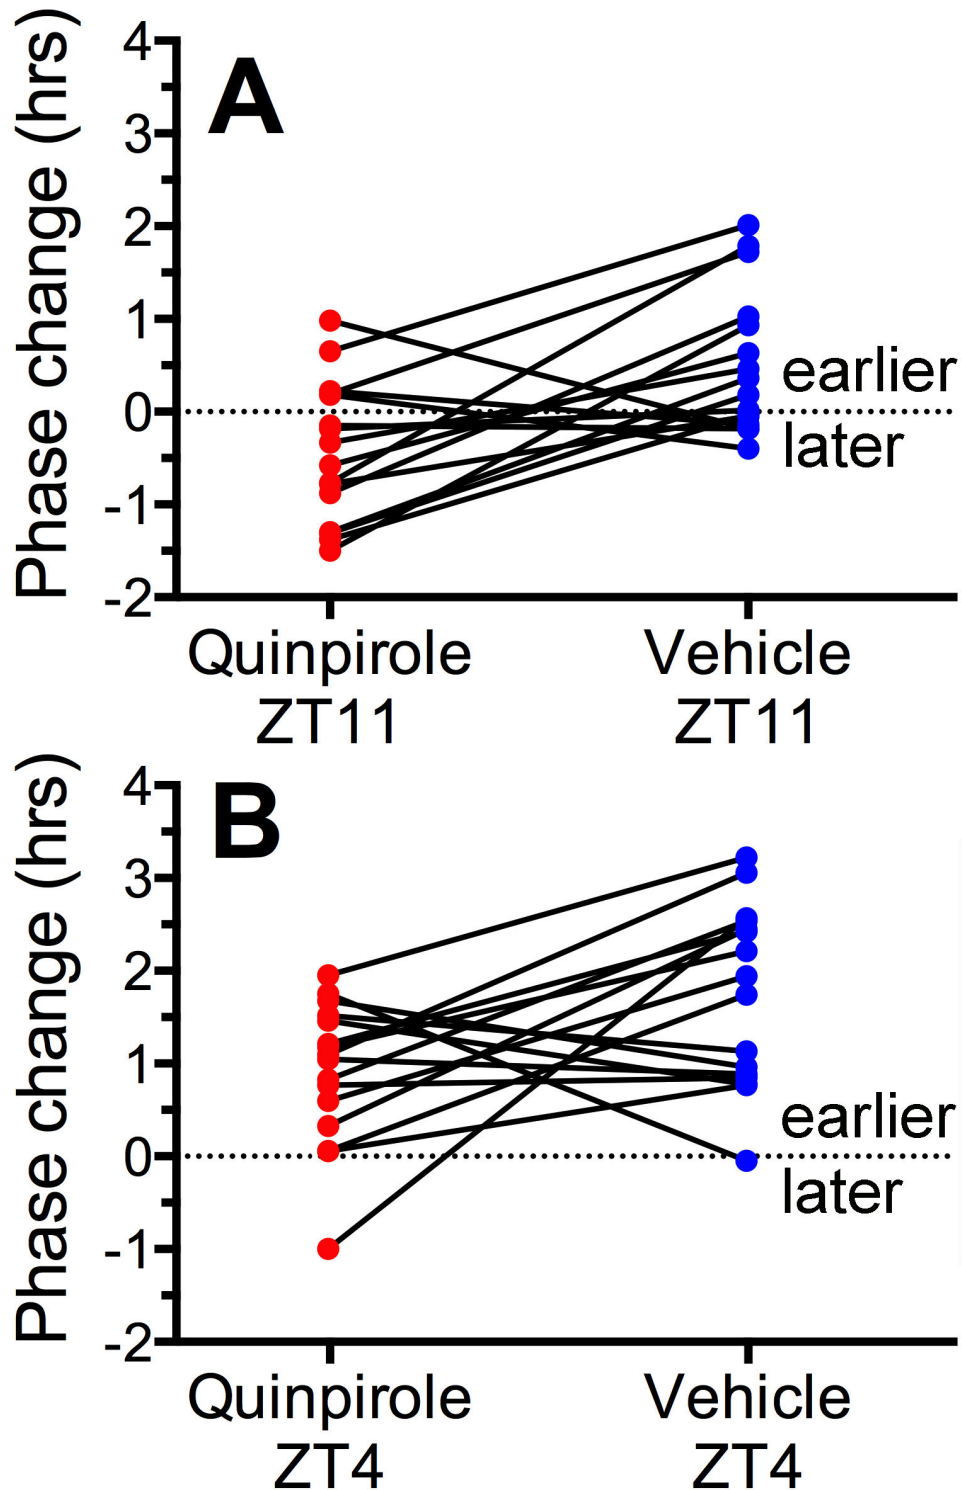 A
Phase change (hrs)
4
3
2
1
0
-1
-2
earlier
later
Quinpirole
ZT11
Vehicle
ZT11
B
Phase change (hrs)
4
3
2
1
0
-1
-2
earlier
later
Quinpirole
ZT4
Vehicle
ZT4